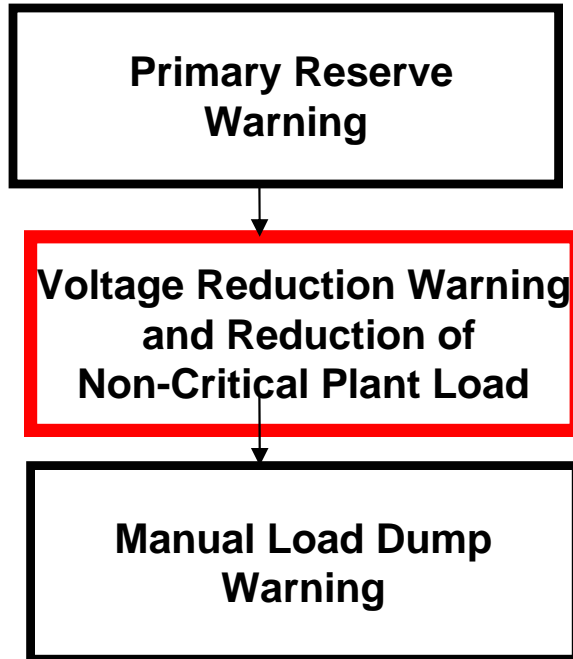 Primary Reserve
Warning
Voltage Reduction Warning
and Reduction of
Non-Critical Plant Load
Manual Load Dump
Warning